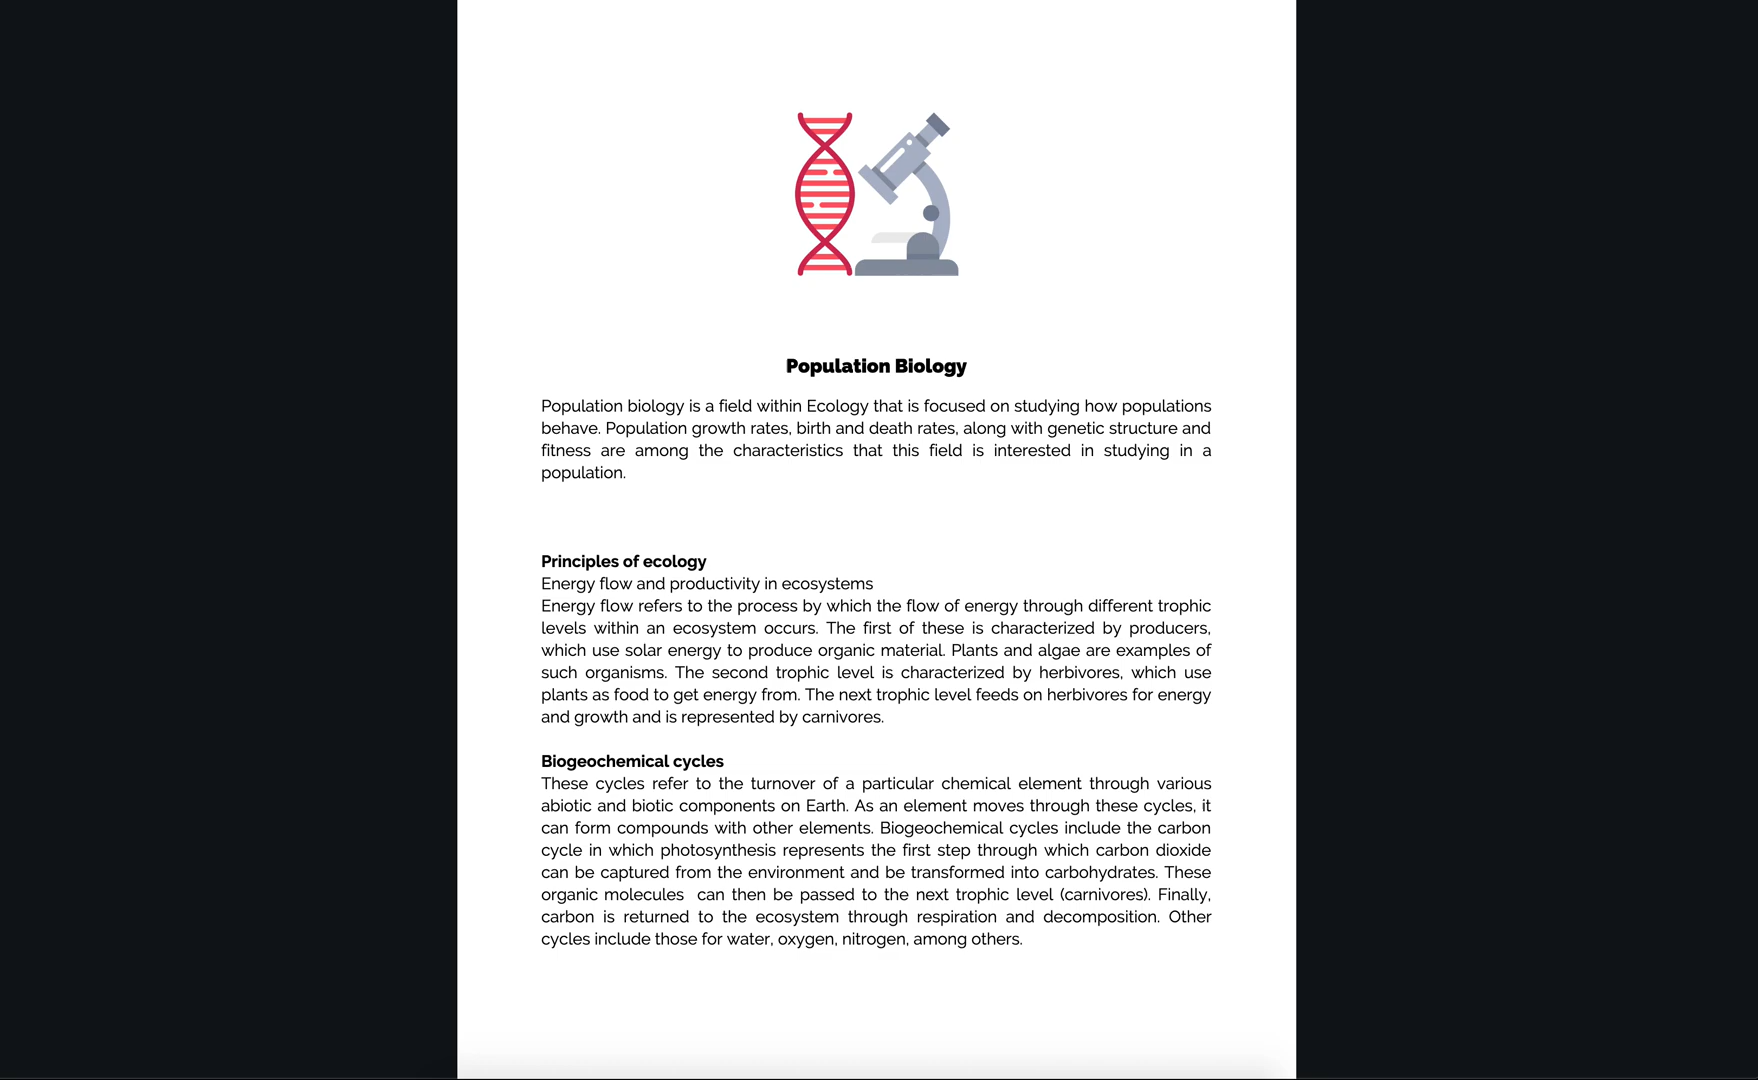 Population Biology
Population biology is a field within Ecology that is focused on studying how populations
behave. Population growth rates, birth and death rates, along with genetic structure and
fitness are among the characteristics that this field is interested in studying in a
population.
Principles of ecology
Energy flow and productivity in ecosystems
Energy flow refers to the process by which the flow of energy through different trophic
levels within an ecosystem occurs. The first of these is characterized by producers,
which use solar energy to produce organic material. Plants and algae are examples of
such organisms. The second trophic level is characterized by herbivores, which use
plants as food to get energy from. The next trophic level feeds on herbivores for energy
and growth and is represented by carnivores.
Biogeochemical cycles
These cycles refer to the turnover of a particular chemical element through various
abiotic and biotic components on Earth. As an element moves through these cycles, it
can form compounds with other elements. Biogeochemical cycles include the carbon
cycle in which photosynthesis represents the first step through which carbon dioxide
can be captured from the environment and be transformed into carbohydrates. These
organic molecules  can then be passed to the next trophic level (carnivores). Finally,
carbon is returned to the ecosystem through respiration and decomposition. Other
cycles include those for water, oxygen, nitrogen, among others.